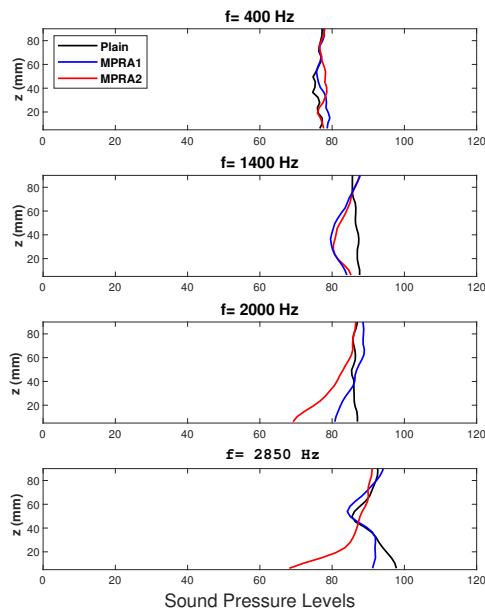 f= 400 Hz
z (mm)
80
60
40
20
Plain
MPRA1
MPRA2
0 20 40 60 80 100 120
f= 1400 Hz
z (mm)
80
60
40
20
0 20 40 60 80 100 120
f= 2000 Hz
z (mm)
80
60
40
20
0 20 40 60 80 100 120
f= 2850 Hz
z (mm)
80
60
40
20
0 20 40 60 80 100 120
Sound Pressure Levels